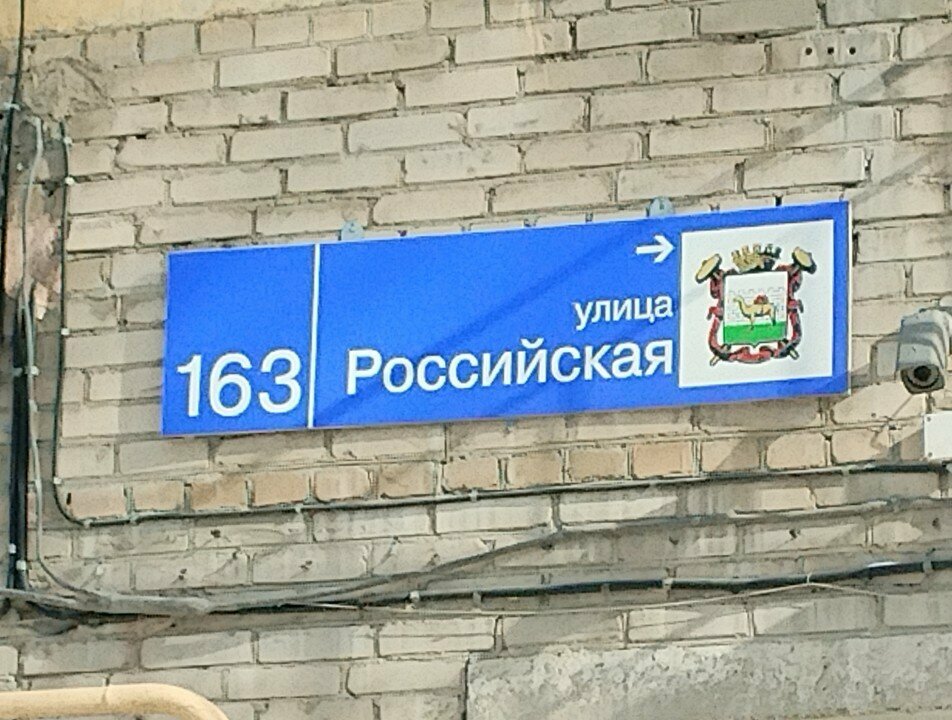 163
→
улица
Российская